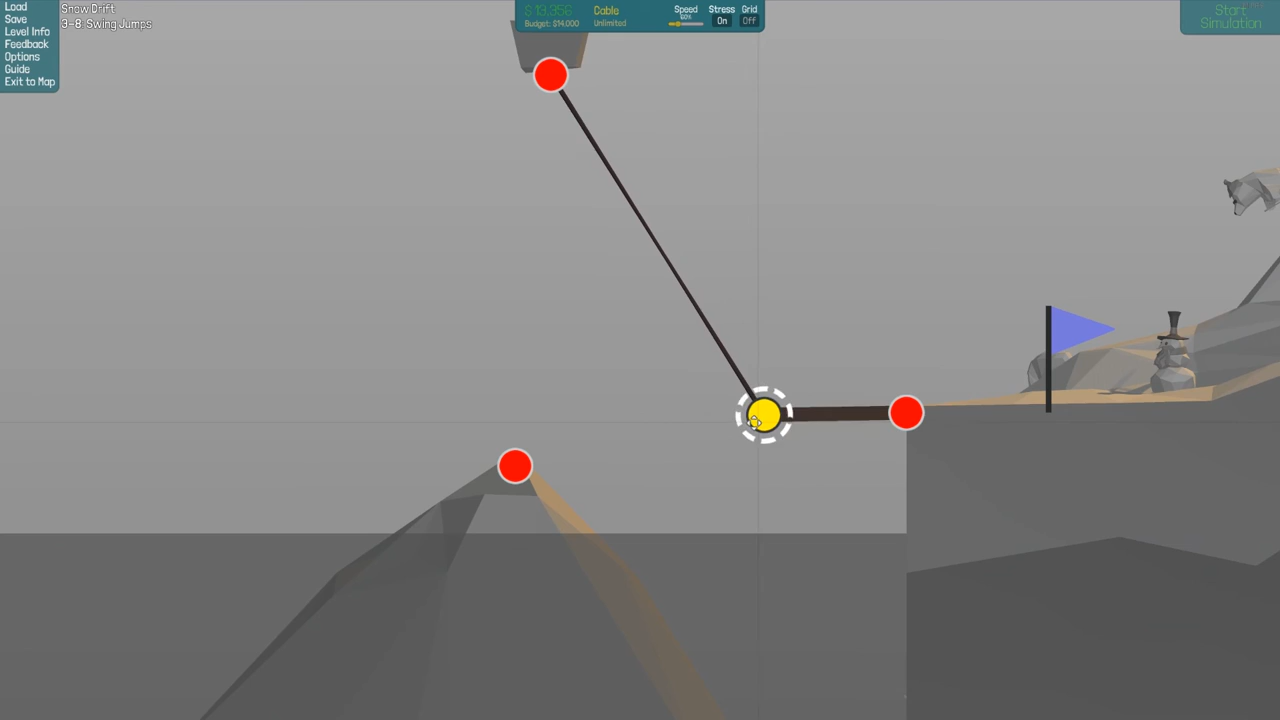 Load
Save
Level Info
Feedback
Options
Guide
Exit to Map
Snow Drift
3-8 Swing Jumps
$ 13,356
Budget: $14,000
Cable
Unlimited
Speed
Stress
On
Grid
Off
Start
Simulation